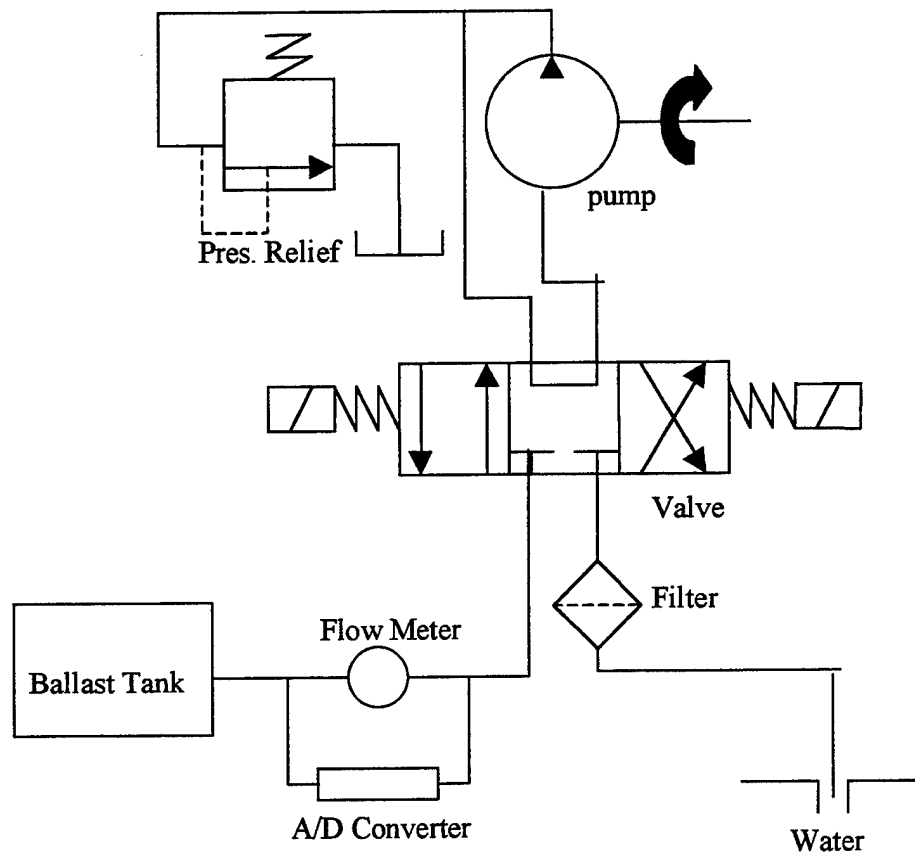 pump
Pres. Relief
Valve
Filter
Flow Meter
Ballast Tank
A/D Converter
Water